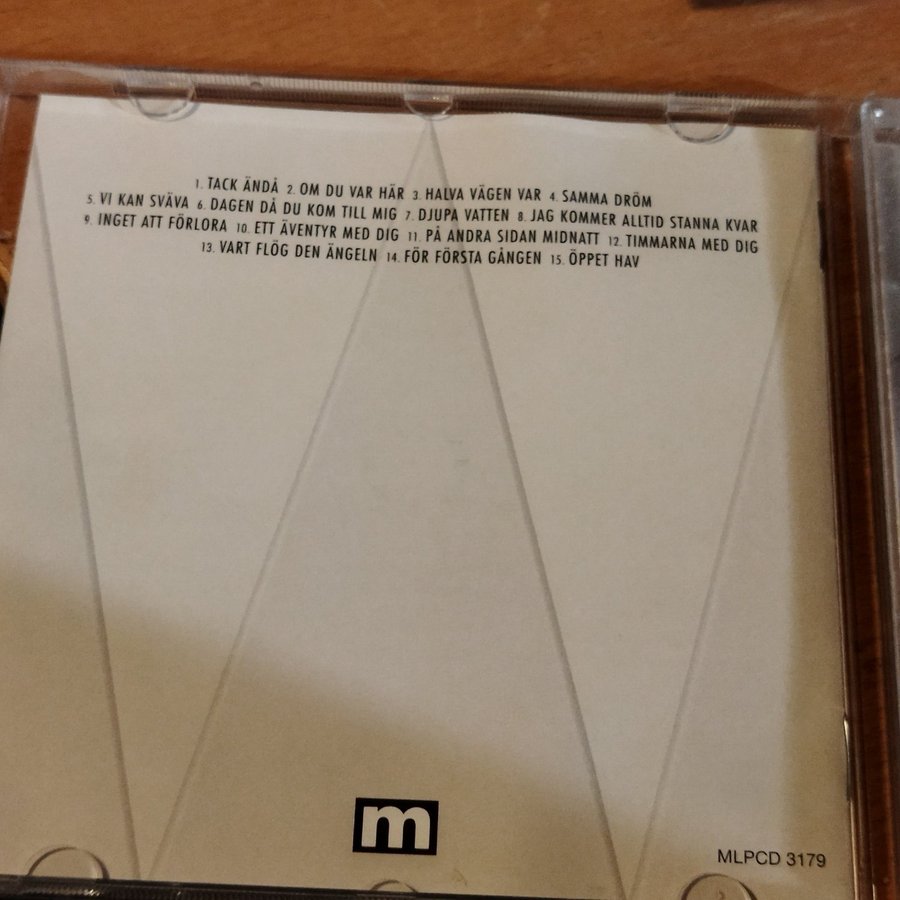 1. TACK ÄNDÅ 2. OM DU VAR HÄR 3. HALVA VÄGEN VAR 4. SAMMA DRÖM
5. VI KAN SVÄVA 6. DAGEN DÅ DU KOM TILL MIG 7. DJUPA VATTEN 8. JAG KOMMER ALLTID STANNA KVAR
9. INGET ATT FÖRLORA 10. ETT ÄVENTYR MED DIG 11. PÅ ANDRA SIDAN MIDNATT 12. TIMMARNA MED DIG
13. VART FLÖG DEN ÄNGELN 14. FÖR FÖRSTA GÅNGEN 15. ÖPPET HAV
m
MLPCD 3179